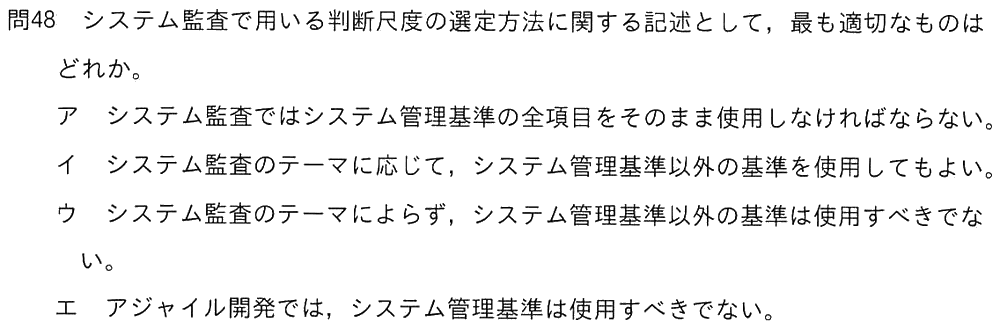 問48 システム監査で用いる判断尺度の選定方法に関する記述として，最も適切なものは
どれか。
ア システム監査ではシステム管理基準の全項目をそのまま使用しなければならない。
イ システム監査のテーマに応じて，システム管理基準以外の基準を使用してもよい。
ウ システム監査のテーマによらず，システム管理基準以外の基準は使用すべきでな
い。
エ アジャイル開発では，システム管理基準は使用すべきでない。